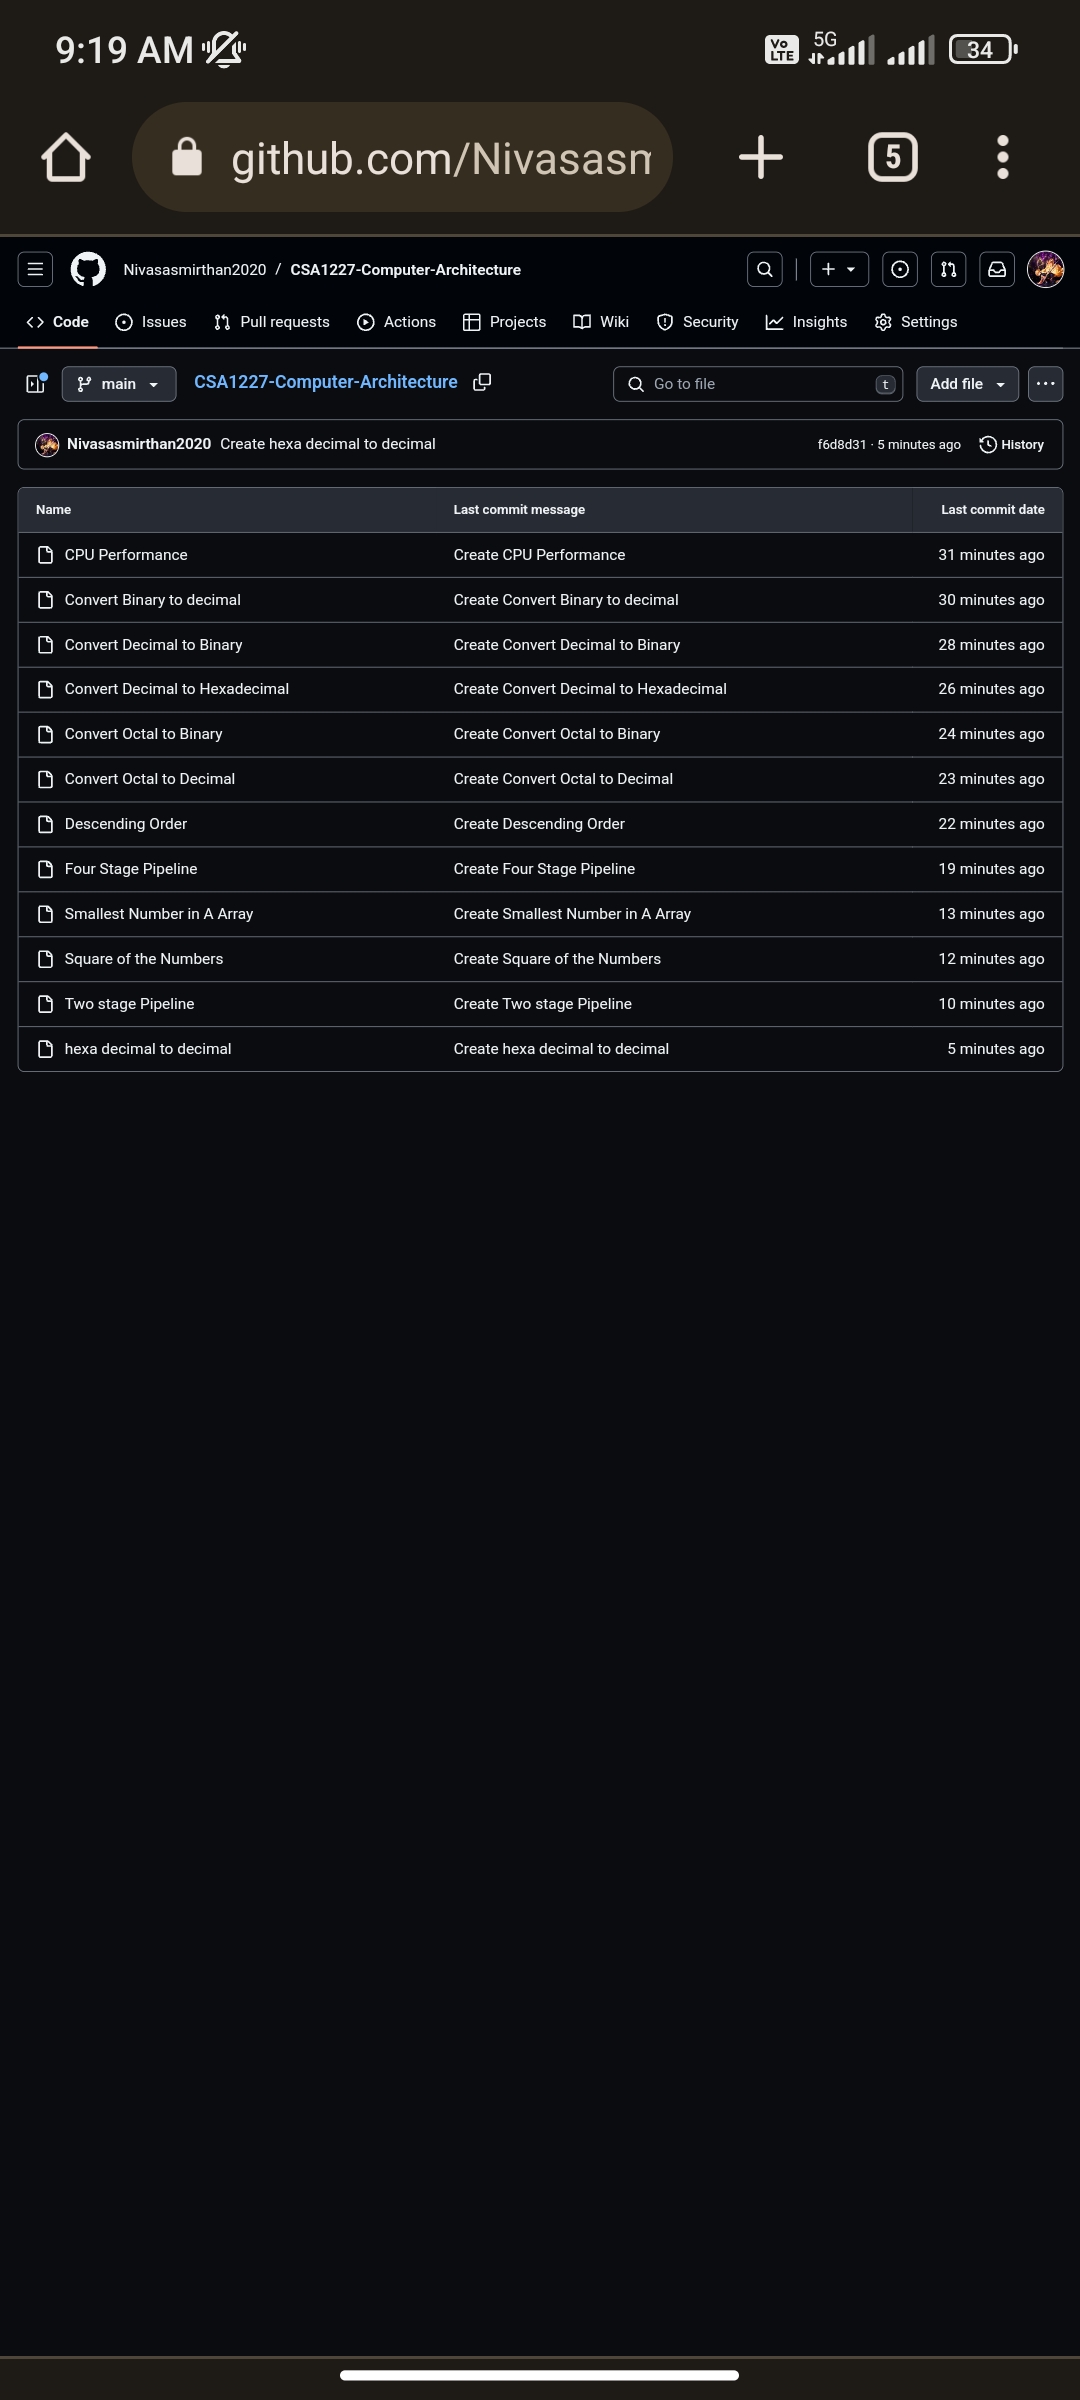 9:19 AM Vo LTE 5G 34
github.com/Nivasasm 5
Nivasasmirthan2020 / CSA1227-Computer-Architecture
Code Issues Pull requests Actions Projects Wiki Security Insights Settings
main CSA1227-Computer-Architecture Go to file t Add file
Nivasasmirthan2020 Create hexa decimal to decimal f6d8d31 · 5 minutes ago History
Name Last commit message Last commit date
CPU Performance Create CPU Performance 31 minutes ago
Convert Binary to decimal Create Convert Binary to decimal 30 minutes ago
Convert Decimal to Binary Create Convert Decimal to Binary 28 minutes ago
Convert Decimal to Hexadecimal Create Convert Decimal to Hexadecimal 26 minutes ago
Convert Octal to Binary Create Convert Octal to Binary 24 minutes ago
Convert Octal to Decimal Create Convert Octal to Decimal 23 minutes ago
Descending Order Create Descending Order 22 minutes ago
Four Stage Pipeline Create Four Stage Pipeline 19 minutes ago
Smallest Number in A Array Create Smallest Number in A Array 13 minutes ago
Square of the Numbers Create Square of the Numbers 12 minutes ago
Two stage Pipeline Create Two stage Pipeline 10 minutes ago
hexa decimal to decimal Create hexa decimal to decimal 5 minutes ago